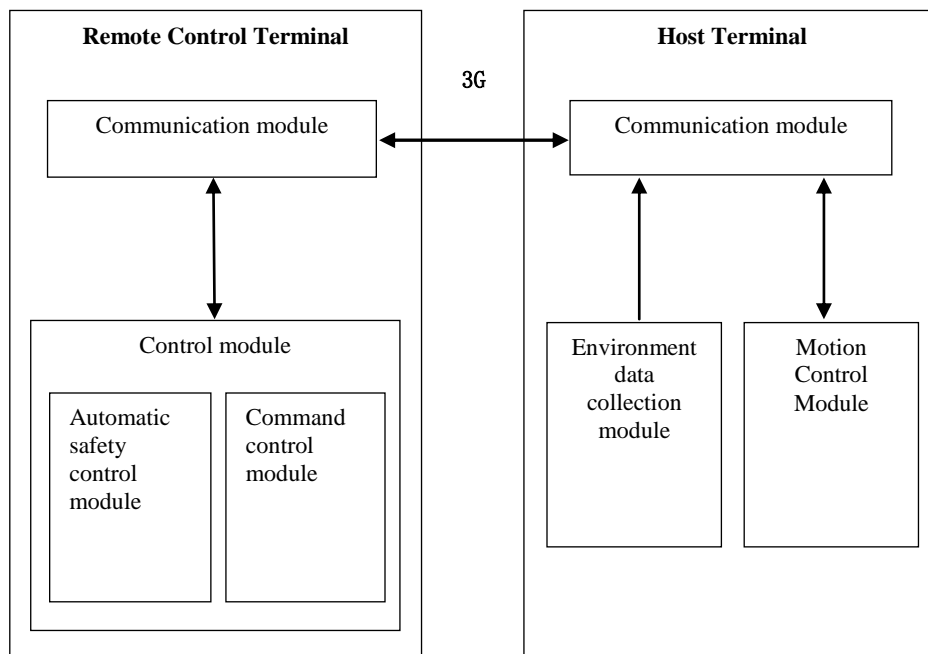 Remote Control Terminal
Communication module
Control module
Automatic
safety
control
module
Command
control
module
3G
Host Terminal
Communication module
Environment
data
collection
module
Motion
Control
Module